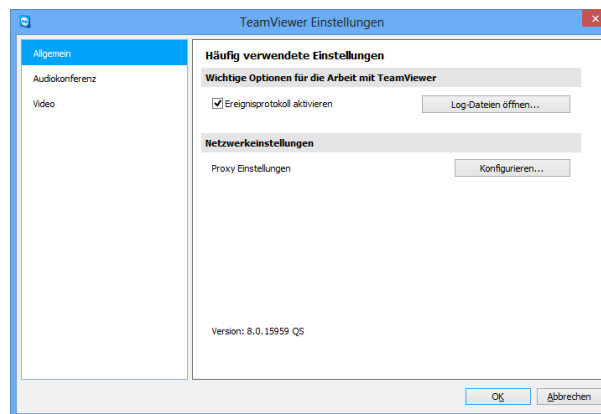 TeamViewer Einstellungen
Allgemein
Audiokonferenz
Video
Häufig verwendete Einstellungen
Wichtige Optionen für die Arbeit mit TeamViewer
Ereignisprotokoll aktivieren
Log-Dateien öffnen...
Netzwerkeinstellungen
Proxy Einstellungen
Konfigurieren...
Version: 8.0.15959 QS
OK
Abbrechen